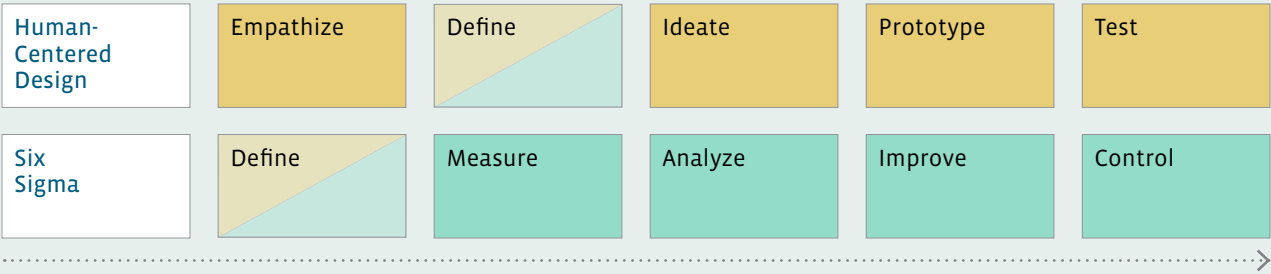 Human-
Centered
Design
Empathize
Define
Ideate
Prototype
Test
Six
Sigma
Define
Measure
Analyze
Improve
Control